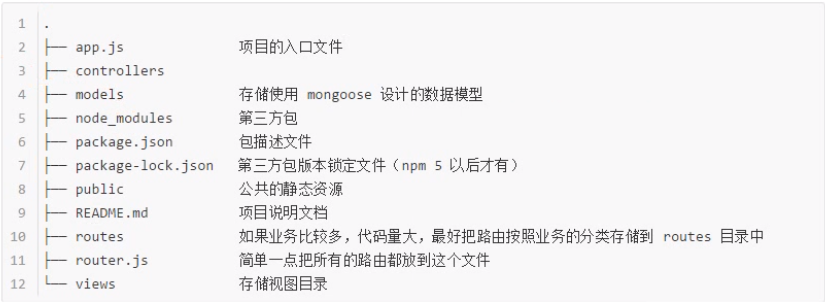 1 .
2 ├── app.js 项目的入口文件
3 ├── controllers
4 ├── models 存储使用 mongoose 设计的数据模型
5 ├── node_modules 第三方包
6 ├── package.json 包描述文件
7 ├── package-lock.json 第三方包版本锁定文件（npm 5 以后才有）
8 ├── public 公共的静态资源
9 ├── README.md 项目说明文档
10 ├── routes 如果业务比较多，代码量大，最好把路由按照业务的分类存储到 routes 目录中
11 ├── router.js 简单一点把所有的路由都放到这个文件
12 └── views 存储视图目录